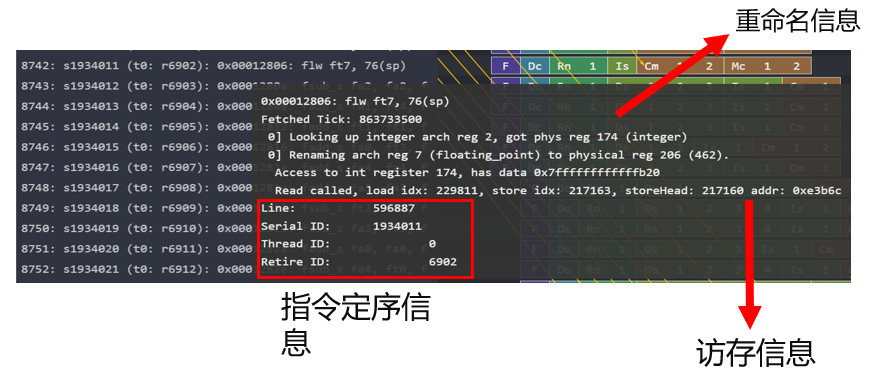 重命名信息
8742: s1934011 (t0: r6902): 0x00012806: flw ft7, 76(sp)
F Dc Rn 1 Is Cm 1 2 Mc 1 2
8743: s1934012 (t0: r6903): 0x000
8744: s1934013 (t0: r6904): 0x000
8745: s1934014 (t0: r6905): 0x000
8746: s1934015 (t0: r6906): 0x000
8747: s1934016 (t0: r6907): 0x000
8748: s1934017 (t0: r6908): 0x000
8749: s1934018 (t0: r6909): 0x000
8750: s1934019 (t0: r6910): 0x000
8751: s1934020 (t0: r6911): 0x000
8752: s1934021 (t0: r6912): 0x000
0x00012806: flw ft7, 76(sp)
Fetched Tick: 863733500
0] Looking up integer arch reg 2, got phys reg 174 (integer)
0] Renaming arch reg 7 (floating_point) to physical reg 206 (462).
Access to int register 174, has data 0x7ffffffffffffb20
Read called, load idx: 229811, store idx: 217163, storeHead: 217160 addr: 0xe3b6c
Line: 596887
Serial ID: 1934011
Thread ID: 0
Retire ID: 6902
指令定序信
息
访存信息